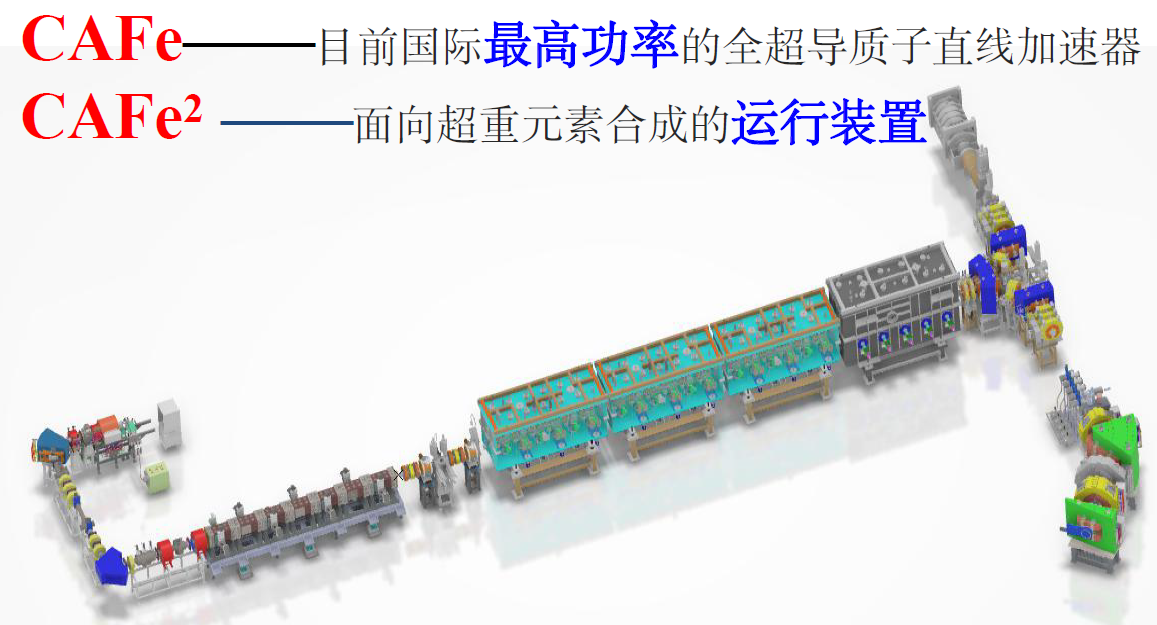 CAFe——目前国际最高功率的全超导质子直线加速器
CAFe² ——面向超重元素合成的运行装置